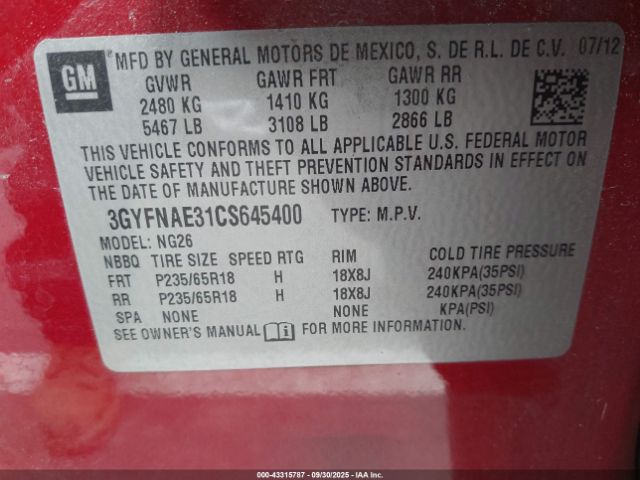 GM
MFD BY GENERAL MOTORS DE MEXICO, S. DE R.L. DE C.V. 07/12
GVWR GAWR FRT GAWR RR
2480 KG 1410 KG 1300 KG
5467 LB 3108 LB 2866 LB
THIS VEHICLE CONFORMS TO ALL APPLICABLE U.S. FEDERAL MOTOR
VEHICLE SAFETY AND THEFT PREVENTION STANDARDS IN EFFECT ON
THE DATE OF MANUFACTURE SHOWN ABOVE.
3GYFNAE31CS645400 TYPE: M.P.V.
MODEL: NG26
NBBQ TIRE SIZE SPEED RTG RIM COLD TIRE PRESSURE
FRT P235/65R18 H 18X8J 240KPA(35PSI)
RR P235/65R18 H 18X8J 240KPA(35PSI)
SPA NONE NONE KPA(PSI)
SEE OWNER'S MANUAL FOR MORE INFORMATION.
000-43315787 - 09/30/2025 - IAA, Inc.